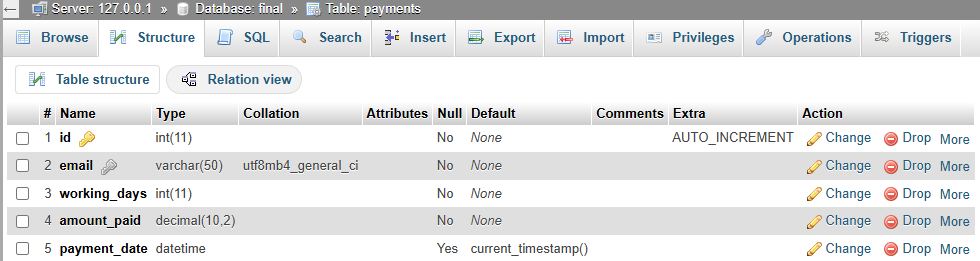 ← Server: 127.0.0.1 » Database: final » Table: payments
Browse Structure SQL Search Insert Export Import Privileges Operations Triggers
Table structure Relation view
# Name Type Collation Attributes Null Default Comments Extra Action
1 id int(11) No None AUTO_INCREMENT Change Drop More
2 email varchar(50) utf8mb4_general_ci No None Change Drop More
3 working_days int(11) No None Change Drop More
4 amount_paid decimal(10,2) No None Change Drop More
5 payment_date datetime Yes current_timestamp() Change Drop More